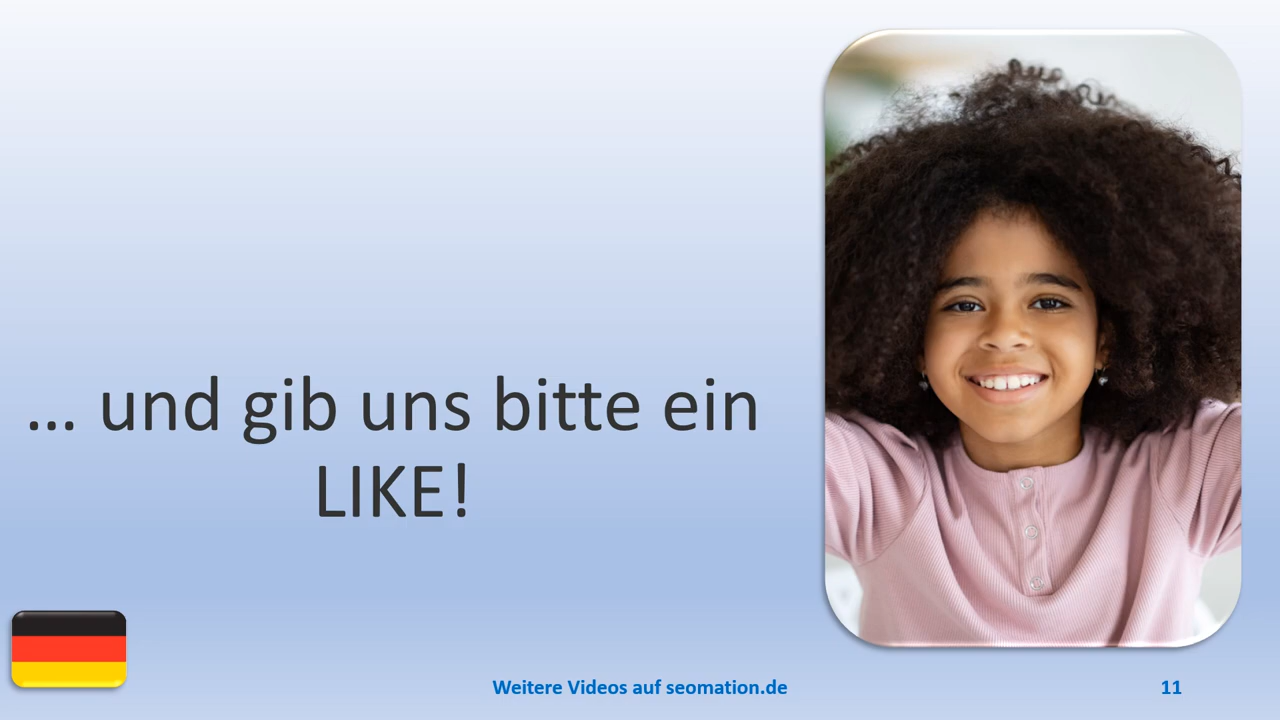 ... und gib uns bitte ein
LIKE!
Weitere Videos auf seomation.de
11